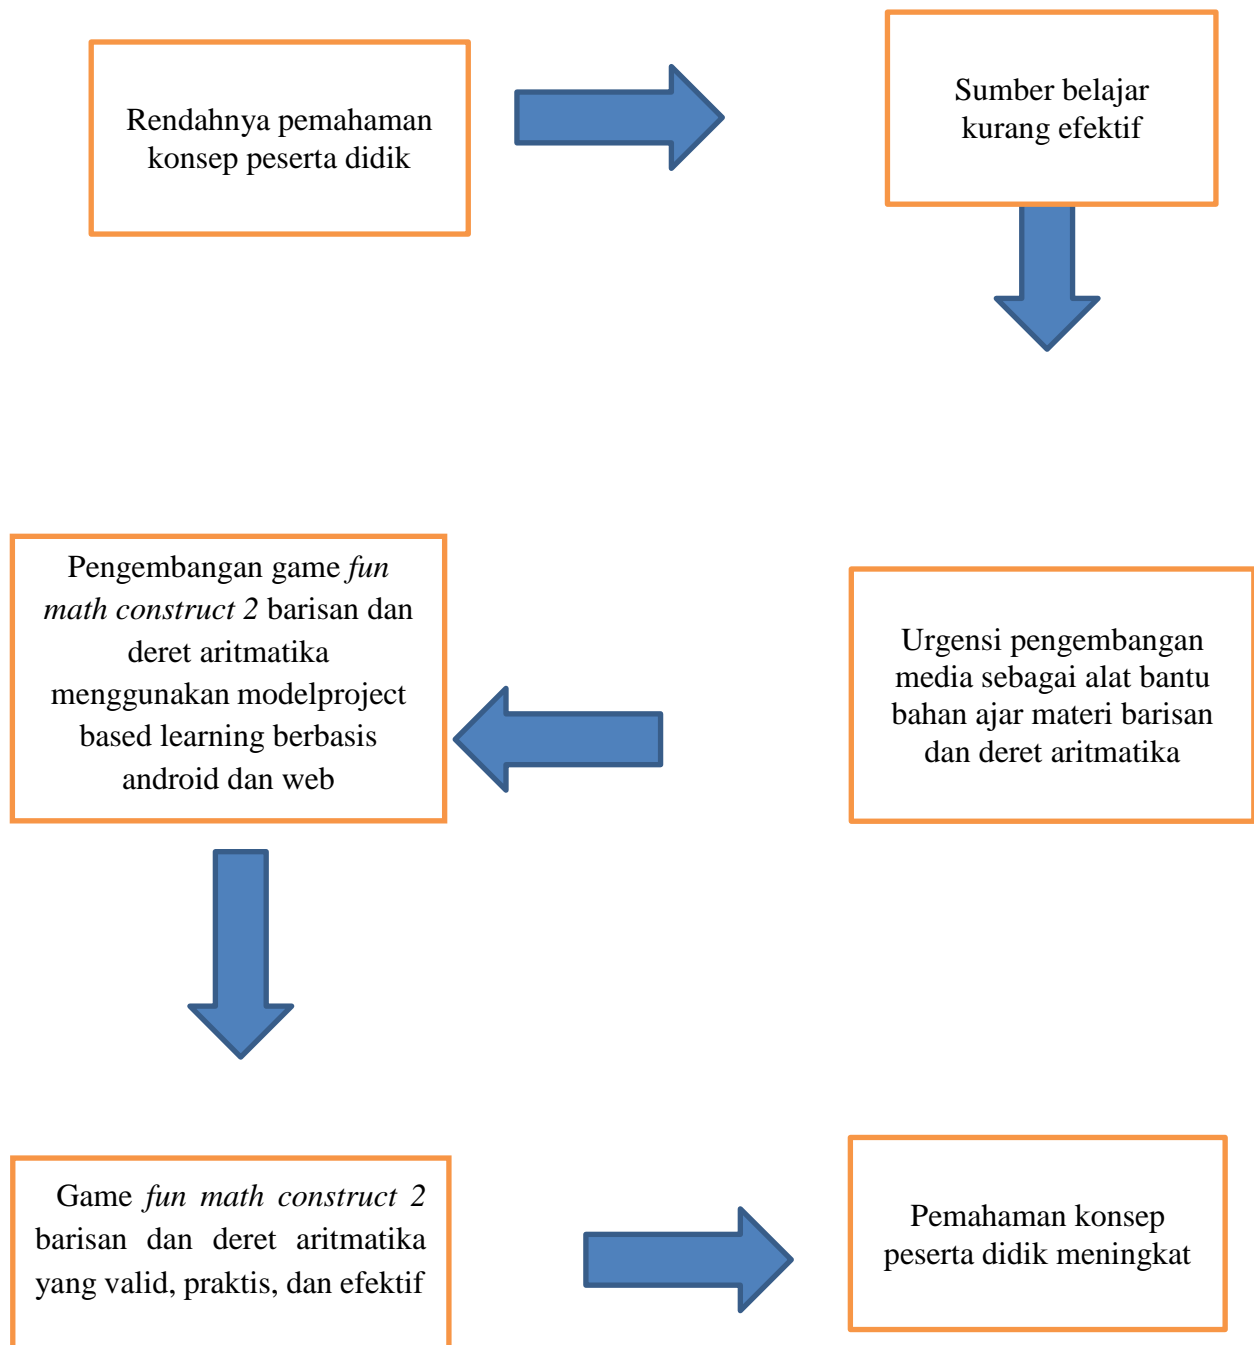 Rendahnya pemahaman
konsep peserta didik
Sumber belajar
kurang efektif
Urgensi pengembangan
media sebagai alat bantu
bahan ajar materi barisan
dan deret aritmatika
Pengembangan game fun
math construct 2 barisan dan
deret aritmatika
menggunakan modelproject
based learning berbasis
android dan web
Game fun math construct 2
barisan dan deret aritmatika
yang valid, praktis, dan efektif
Pemahaman konsep
peserta didik meningkat